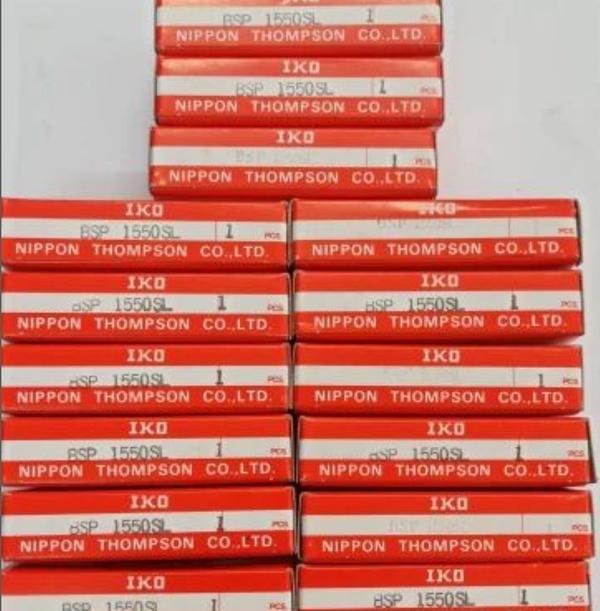 BSP 1550SL 1
NIPPON THOMPSON CO.,LTD.
IKO
BSP 1550SL 1 PCS
NIPPON THOMPSON CO.,LTD.
IKO
1 PCS
NIPPON THOMPSON CO.,LTD.
IKO
BSP 1550SL 1 PCS
NIPPON THOMPSON CO.,LTD.
IKO
BSP 1550SL 1 PCS
NIPPON THOMPSON CO.,LTD.
IKO
BSP 1550SL 1 PCS
NIPPON THOMPSON CO.,LTD.
IKO
BSP 1550SL 1 PCS
NIPPON THOMPSON CO.,LTD.
IKO
BSP 1550SL 1 PCS
NIPPON THOMPSON CO.,LTD.
IKO
BSP 1550SL 1 PCS
IKO
PCS
NIPPON THOMPSON CO.,LTD.
IKO
BSP 1550SL 1 PCS
NIPPON THOMPSON CO.,LTD.
IKO
1 PCS
NIPPON THOMPSON CO.,LTD.
IKO
BSP 1550SL 1 PCS
NIPPON THOMPSON CO.,LTD.
IKO
1 PCS
NIPPON THOMPSON CO.,LTD.
IKO
BSP 1550SL 1 PCS